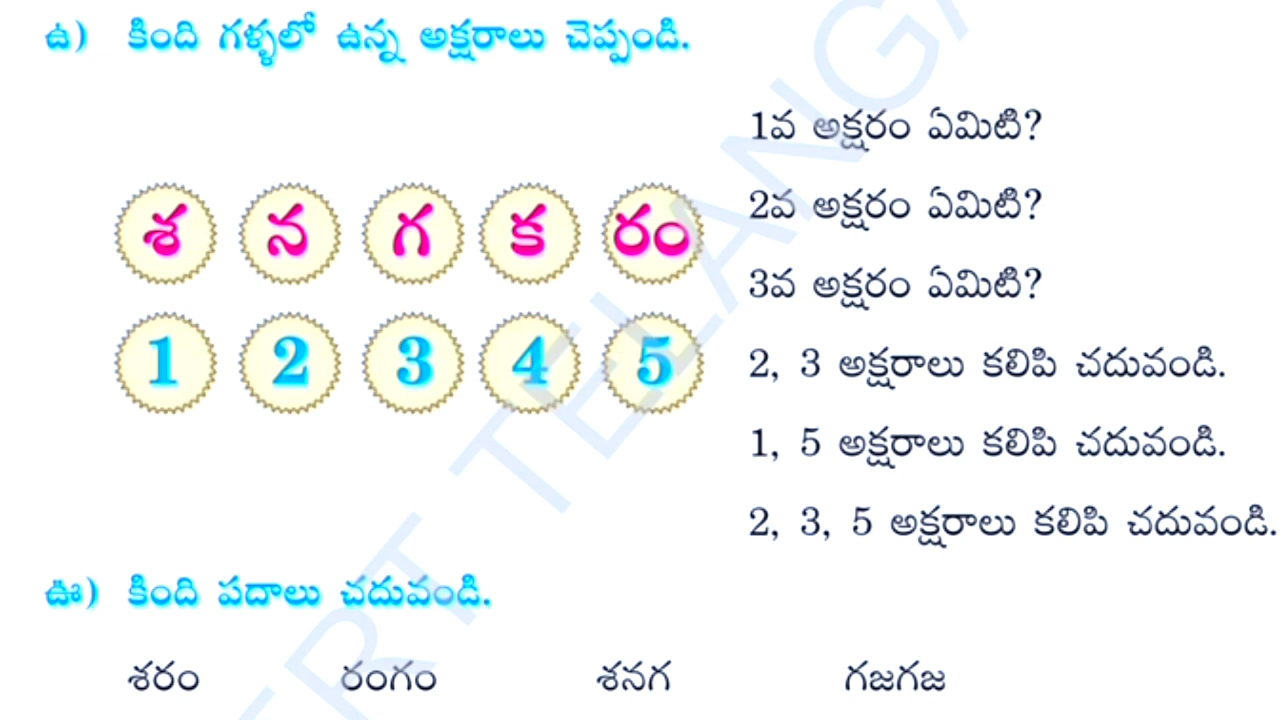 ఉ) కింది గళ్ళలో ఉన్న అక్షరాలు చెప్పండి.
శ న గ క రం
1 2 3 4 5
1వ అక్షరం ఏమిటి?
2వ అక్షరం ఏమిటి?
3వ అక్షరం ఏమిటి?
2, 3 అక్షరాలు కలిపి చదువండి.
1, 5 అక్షరాలు కలిపి చదువండి.
2, 3, 5 అక్షరాలు కలిపి చదువండి.
ఊ) కింది పదాలు చదువండి.
శరం రంగం శనగ గజగజ
ERT TELANGA